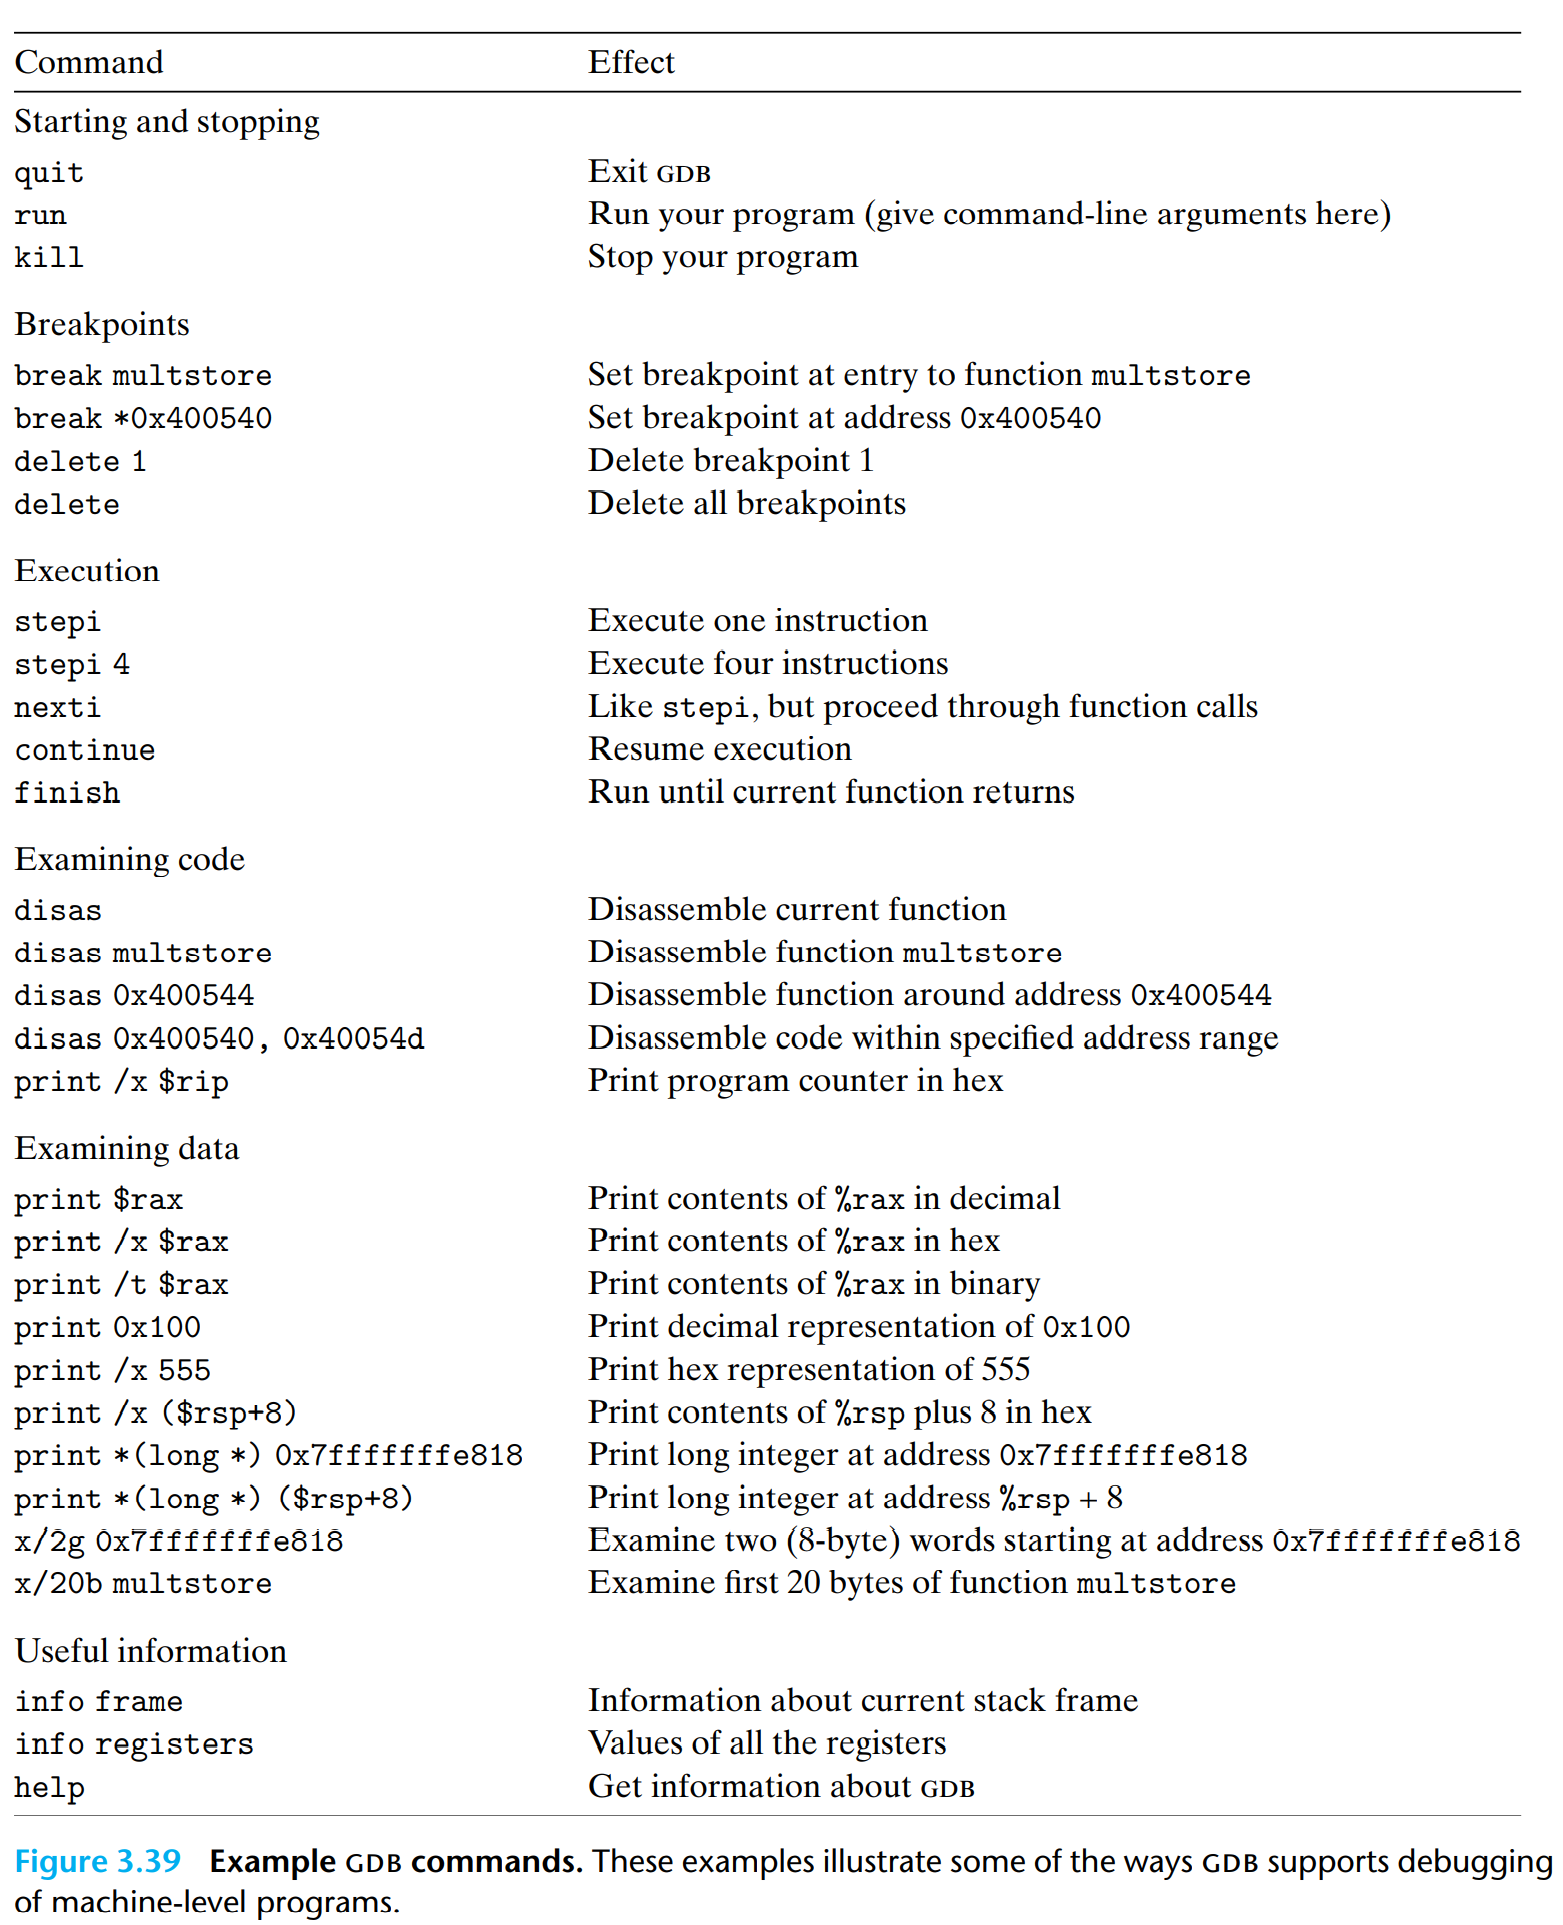 Command Effect
Starting and stopping
quit Exit GDB
run Run your program (give command-line arguments here)
kill Stop your program
Breakpoints
break multstore Set breakpoint at entry to function multstore
break *0x400540 Set breakpoint at address 0x400540
delete 1 Delete breakpoint 1
delete Delete all breakpoints
Execution
stepi Execute one instruction
stepi 4 Execute four instructions
nexti Like stepi, but proceed through function calls
continue Resume execution
finish Run until current function returns
Examining code
disas Disassemble current function
disas multstore Disassemble function multstore
disas 0x400544 Disassemble function around address 0x400544
disas 0x400540, 0x40054d Disassemble code within specified address range
print /x $rip Print program counter in hex
Examining data
print $rax Print contents of %rax in decimal
print /x $rax Print contents of %rax in hex
print /t $rax Print contents of %rax in binary
print 0x100 Print decimal representation of 0x100
print /x 555 Print hex representation of 555
print /x ($rsp+8) Print contents of %rsp plus 8 in hex
print *(long *) 0x7fffffffe818 Print long integer at address 0x7fffffffe818
print *(long *) ($rsp+8) Print long integer at address %rsp + 8
x/2g 0x7fffffffe818 Examine two (8-byte) words starting at address 0x7fffffffe818
x/20b multstore Examine first 20 bytes of function multstore
Useful information
info frame Information about current stack frame
info registers Values of all the registers
help Get information about GDB
Figure 3.39 Example GDB commands. These examples illustrate some of the ways GDB supports debugging
of machine-level programs.